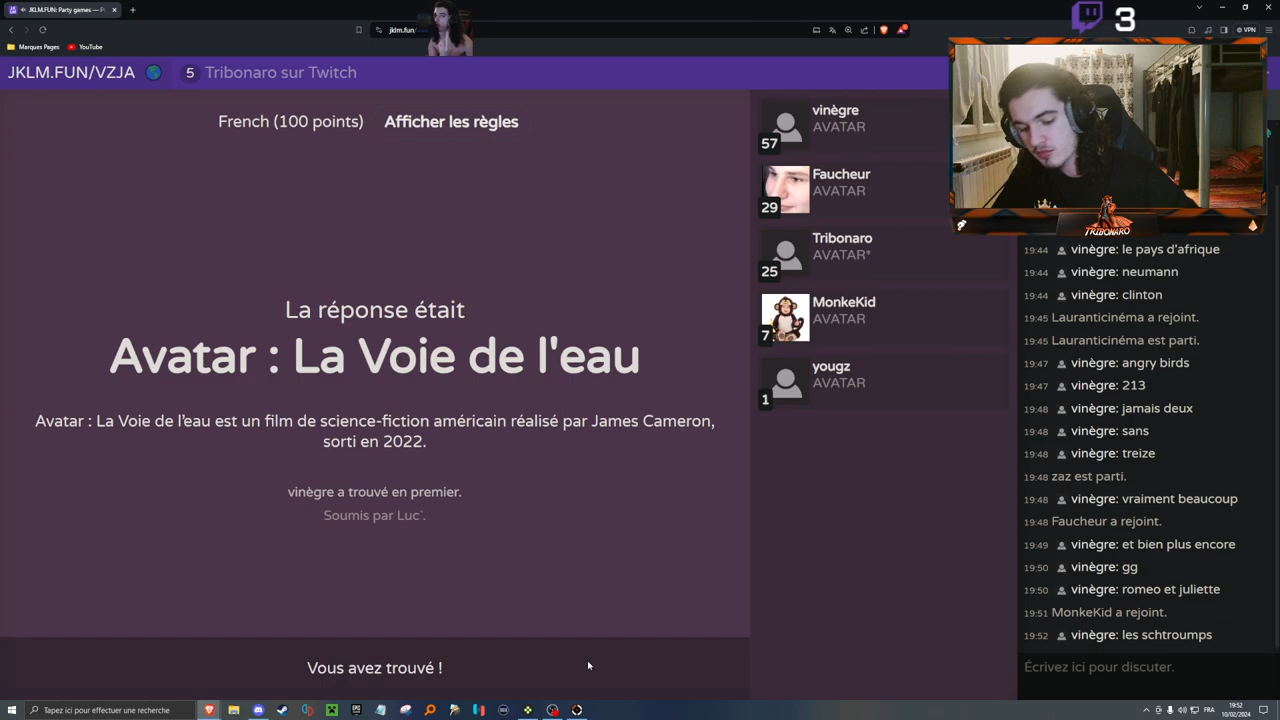 JKLM.FUN: Party games — P
jklm.fun/
VPN
3
Marques Pages
YouTube
JKLM.FUN/VZJA
5
Tribonaro sur Twitch
French (100 points)
Afficher les règles
La réponse était
Avatar : La Voie de l'eau
Avatar : La Voie de l'eau est un film de science-fiction américain réalisé par James Cameron,
sorti en 2022.
vinègre a trouvé en premier.
Soumis par Luc`.
Vous avez trouvé !
vinègre
AVATAR
57
Faucheur
AVATAR
29
Tribonaro
AVATAR*
25
MonkeKid
AVATAR
7
yougz
AVATAR
1
TRIBONARO
19:44 vinègre: le pays d'afrique
19:44 vinègre: neumann
19:44 vinègre: clinton
19:45 Lauranticinéma a rejoint.
19:45 Lauranticinéma est parti.
19:47 vinègre: angry birds
19:47 vinègre: 213
19:48 vinègre: jamais deux
19:48 vinègre: sans
19:48 vinègre: treize
19:48 zaz est parti.
19:48 vinègre: vraiment beaucoup
19:48 Faucheur a rejoint.
19:49 vinègre: et bien plus encore
19:50 vinègre: gg
19:50 vinègre: romeo et juliette
19:51 MonkeKid a rejoint.
19:52 vinègre: les schtroumps
Écrivez ici pour discuter.
Tapez ici pour effectuer une recherche
FRA
19:52
10/02/2024